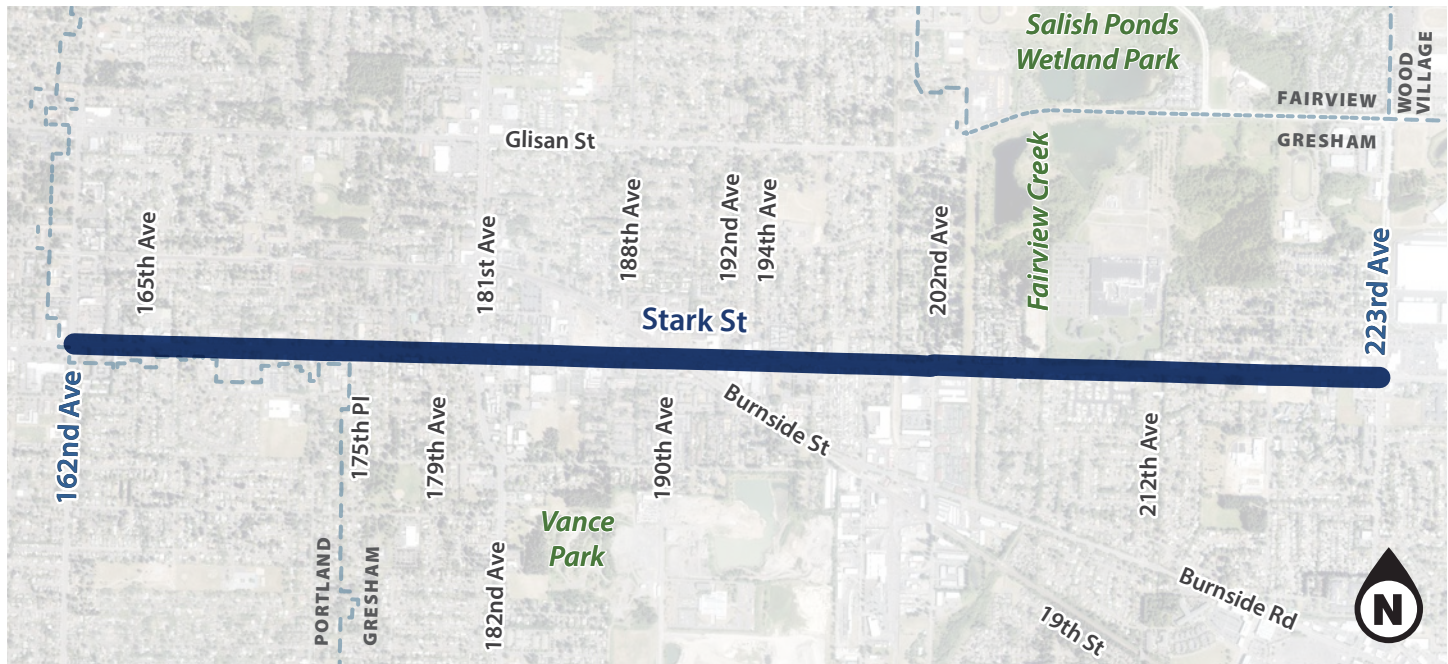 Salish Ponds
Wetland Park
WOOD
VILLAGE
FAIRVIEW
GRESHAM
Glisan St
Fairview Creek
165th Ave
181st Ave
188th Ave
192nd Ave
194th Ave
202nd Ave
223rd Ave
Stark St
162nd Ave
175th Pl
179th Ave
190th Ave
Burnside St
212th Ave
Vance
Park
PORTLAND
GRESHAM
182nd Ave
19th St
Burnside Rd
N